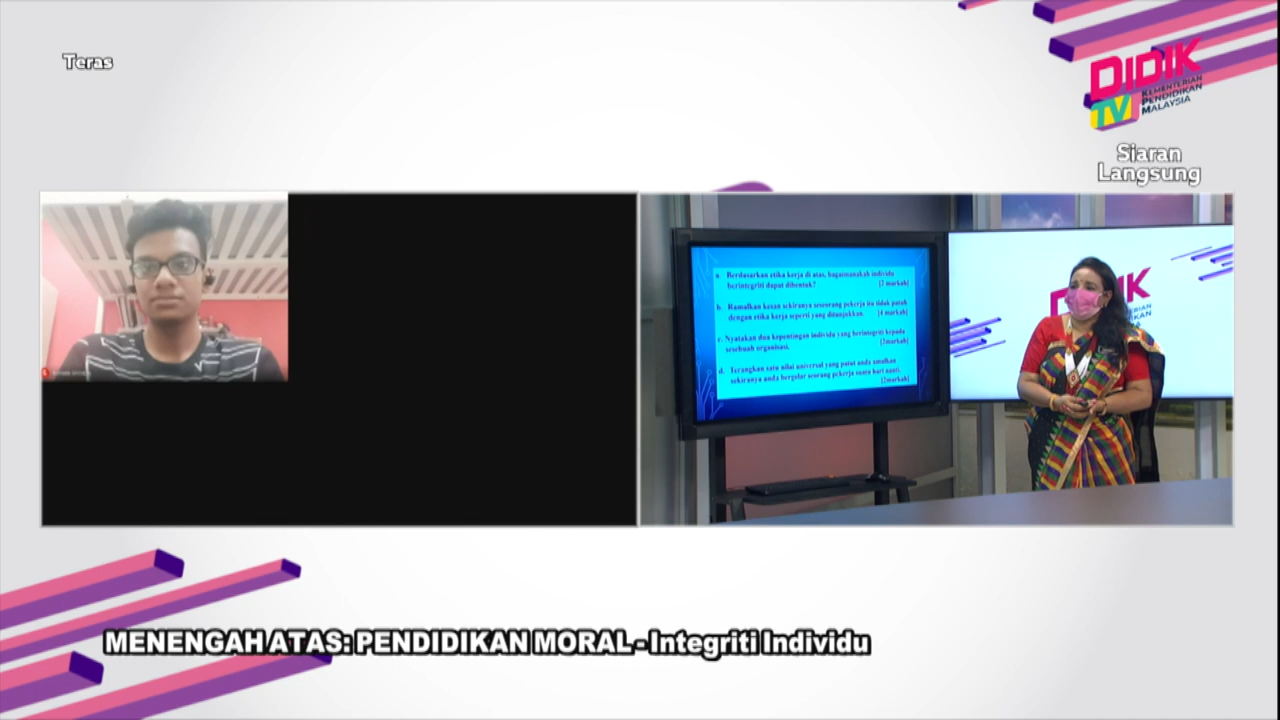 Teras
DIDIK
TV
KEMENTERIAN
PENDIDIKAN
MALAYSIA
Siaran
Langsung
a. Berdasarkan etika kerja di atas, bagaimanakah individu
berintegriti dapat dibentuk? [1 markah]
b. Ramalkan kesan sekiranya seseorang pekerja itu tidak patuh
dengan etika kerja seperti yang ditunjukkan. [4 markah]
c. Nyatakan dua kepentingan individu yang berintegriti kepada
sesebuah organisasi. [2markah]
d. Terangkan satu nilai universal yang patut anda amalkan
sekiranya anda bergelar seorang pekerja suatu hari nanti.
[2markah]
MENENGAH ATAS: PENDIDIKAN MORAL - Integriti Individu